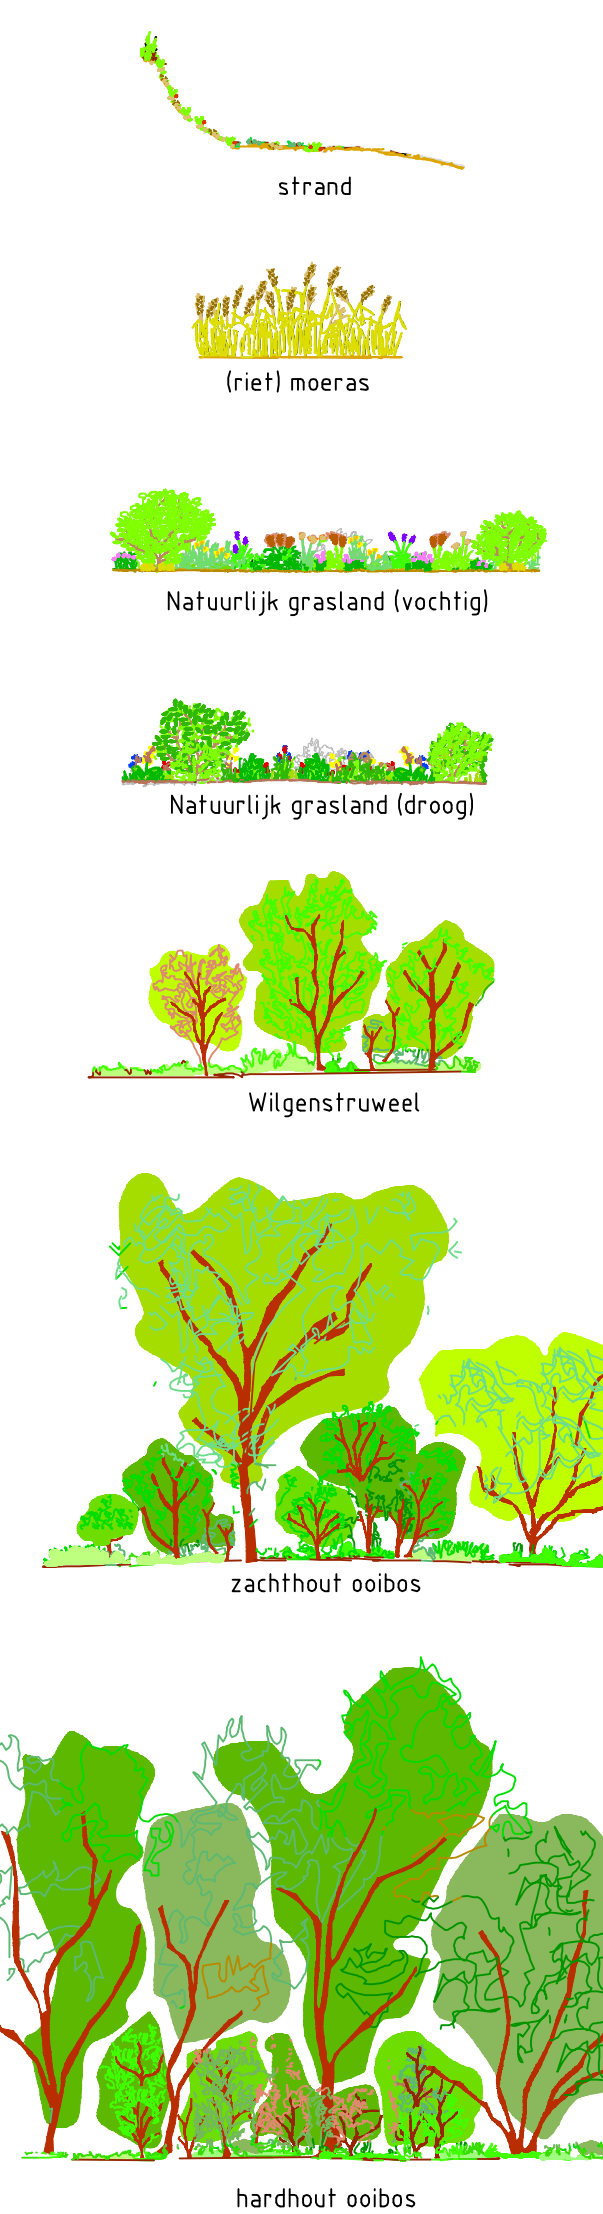 strand
(riet) moeras
Natuurlijk grasland (vochtig)
Natuurlijk grasland (droog)
Wilgenstruweel
zachthout ooibos
hardhout ooibos